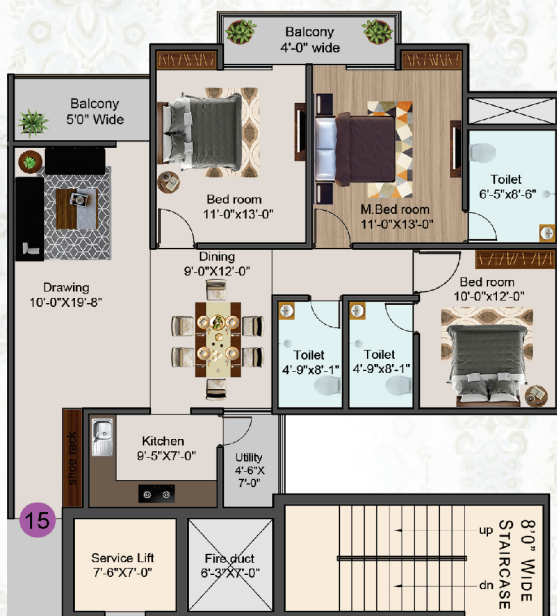 Balcony
4'-0" wide
Balcony
5'0" Wide
Bed room
11'-0"x13'-0"
M.Bed room
11'-0"X13'-0"
Toilet
6'-5"x8'-6"
Drawing
10'-0"X19'-8"
Dining
9'-0"X12'-0"
Bed room
10'-0"x12'-0"
Toilet
4'-9"x8'-1"
Toilet
4'-9"x8'-1"
shoe rack
Kitchen
9'-5"X7'-0"
Utility
4'-6"X
7'-0"
15
Service Lift
7'-6"X7'-0"
Fire duct
6'-3"X7'-0"
up
dn
8'0" WIDE
STAIRCASE